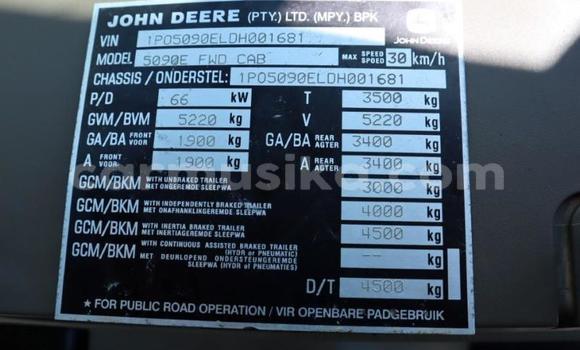 JOHN DEERE (PTY.) LTD. (MPY.) BPK
JOHN DEERE
VIN 1P05090ELDH001681
MODEL 5090E FWD CAB MAX SPEED SPOED 30 km/h
CHASSIS / ONDERSTEL: 1P05090ELDH001681
P/D 66 kW T 3500 kg
GVM/BVM 5220 kg V 5220 kg
GA/BA FRONT VOOR 1900 kg GA/BA REAR AGTER 3400 kg
A FRONT VOOR 1900 kg A REAR AGTER 3400 kg
GCM/BKM WITH UNBRAKED TRAILER MET ONGEREMDE SLEEPWA 3000 kg
GCM/BKM WITH INDEPENDENTLY BRAKED TRAILER MET ONAFHANKLIKGEREMDE SLEEPWA 4000 kg
GCM/BKM WITH INERTIA BRAKED TRAILER MET INERTIAGEREMDE SLEEPWA 4500 kg
GCM/BKM WITH CONTINUOUS ASSISTED BRAKED TRAILER (HYD or PNEUMATIC) MET DEURLOPEND ONDERSTEUNGEREMDE SLEEPWA (HYDR of PNEUMATIES) -- kg
D/T 4500 kg
★ FOR PUBLIC ROAD OPERATION / VIR OPENBARE PADGEBRUIK
carmusika.com